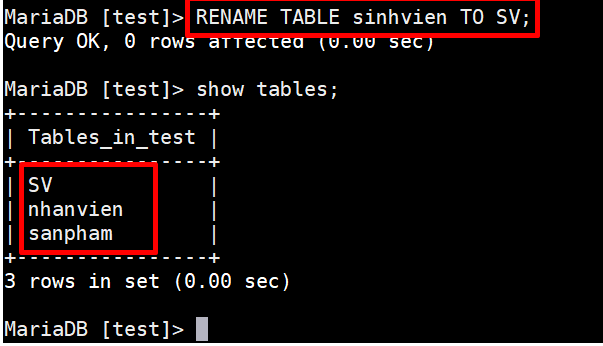 MariaDB [test]> RENAME TABLE sinhvien TO SV;
Query OK, 0 rows affected (0.00 sec)
MariaDB [test]> show tables;
+----------------+
| Tables_in_test |
+----------------+
| SV             |
| nhanvien       |
| sanpham        |
+----------------+
3 rows in set (0.00 sec)
MariaDB [test]>